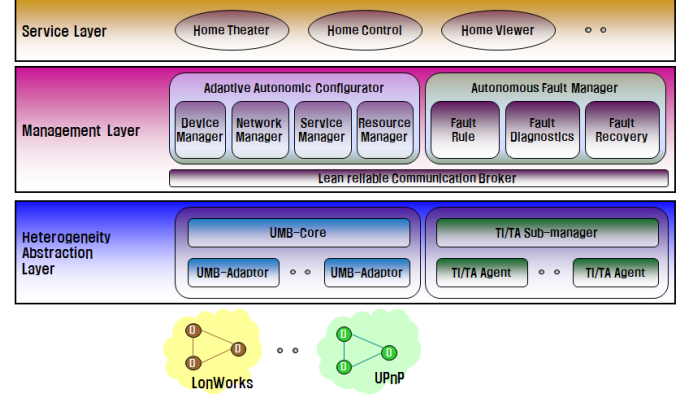 Service Layer
Home Theater
Home Control
Home Viewer
Management Layer
Adaptive Autonomic Configurator
Device
Manager
Network
Manager
Service
Manager
Resource
Manager
Autonomous Fault Manager
Fault
Rule
Fault
Diagnostics
Fault
Recovery
Lean reliable Communication Broker
Heterogeneity
Abstraction
Layer
UMB-Core
UMB-Adaptor
UMB-Adaptor
TI/TA Sub-manager
TI/TA Agent
TI/TA Agent
D
D
D
LonWorks
D
D
D
UPnP